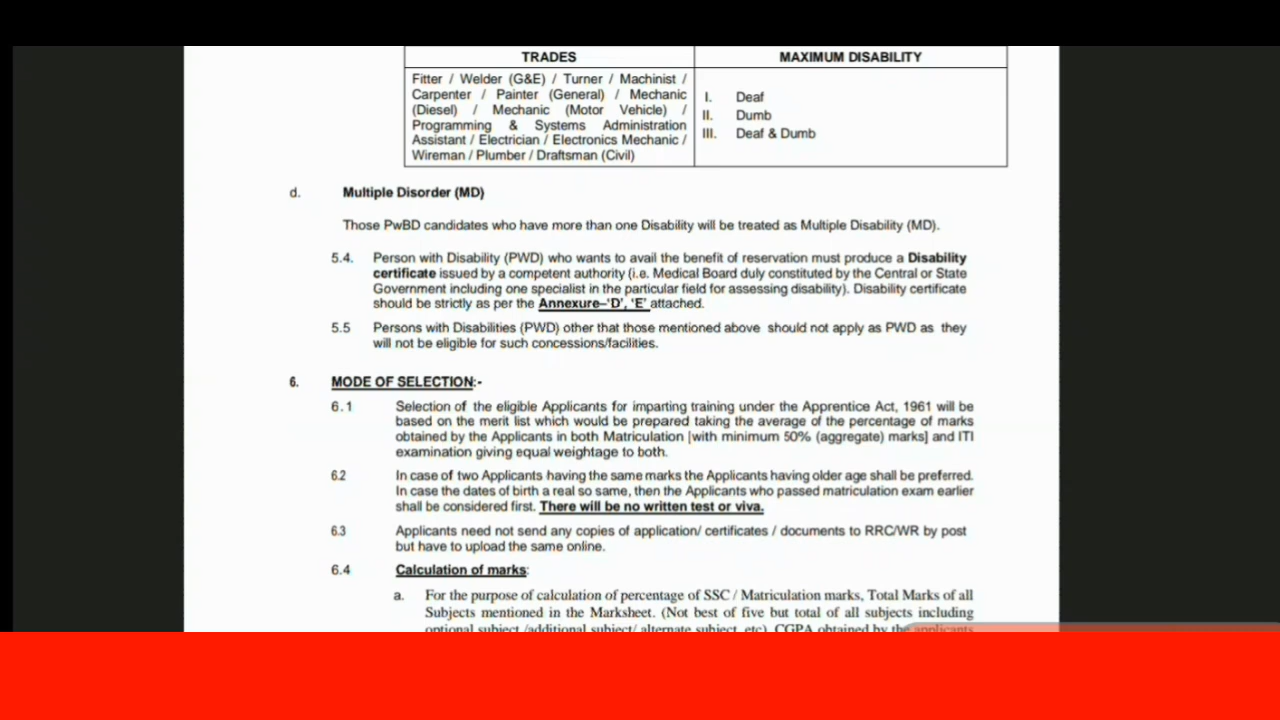 TRADES
MAXIMUM DISABILITY
Fitter / Welder (G&E) / Turner / Machinist /
Carpenter / Painter (General) / Mechanic
(Diesel) / Mechanic (Motor Vehicle) /
Programming & Systems Administration
Assistant / Electrician / Electronics Mechanic /
Wireman / Plumber / Draftsman (Civil)
I. Deaf
II. Dumb
III. Deaf & Dumb
d. Multiple Disorder (MD)
Those PwBD candidates who have more than one Disability will be treated as Multiple Disability (MD).
5.4. Person with Disability (PWD) who wants to avail the benefit of reservation must produce a Disability
certificate issued by a competent authority (i.e. Medical Board duly constituted by the Central or State
Government including one specialist in the particular field for assessing disability). Disability certificate
should be strictly as per the Annexure–'D', 'E' attached.
5.5 Persons with Disabilities (PWD) other that those mentioned above should not apply as PWD as they
will not be eligible for such concessions/facilities.
6. MODE OF SELECTION:-
6.1 Selection of the eligible Applicants for imparting training under the Apprentice Act, 1961 will be
based on the merit list which would be prepared taking the average of the percentage of marks
obtained by the Applicants in both Matriculation [with minimum 50% (aggregate) marks] and ITI
examination giving equal weightage to both.
6.2 In case of two Applicants having the same marks the Applicants having older age shall be preferred.
In case the dates of birth a real so same, then the Applicants who passed matriculation exam earlier
shall be considered first. There will be no written test or viva.
6.3 Applicants need not send any copies of application/ certificates / documents to RRC/WR by post
but have to upload the same online.
6.4 Calculation of marks:
a. For the purpose of calculation of percentage of SSC / Matriculation marks, Total Marks of all
Subjects mentioned in the Marksheet. (Not best of five but total of all subjects including
optional subject /additional subject/ alternate subject, etc). CGPA obtained by the applicants